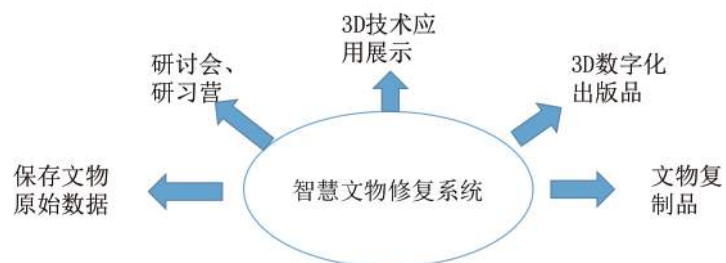 3D技术应
用展示
研讨会、
研习营
3D数字化
出版品
保存文物
原始数据
智慧文物修复系统
文物复
制品